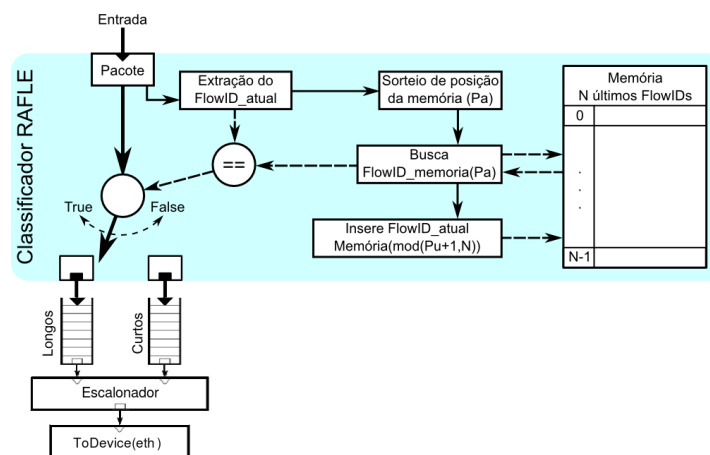 Entrada
Classificador RAFLE
Pacote
Extração do
FlowID_atual
Sorteio de posição
da memória (Pa)
Memória
N últimos FlowIDs
0
.
.
.
N-1
==
Busca
FlowID_memoria(Pa)
True
False
Insere FlowID_atual
Memória(mod(Pu+1,N))
Longos
Curtos
Escalonador
ToDevice(eth)